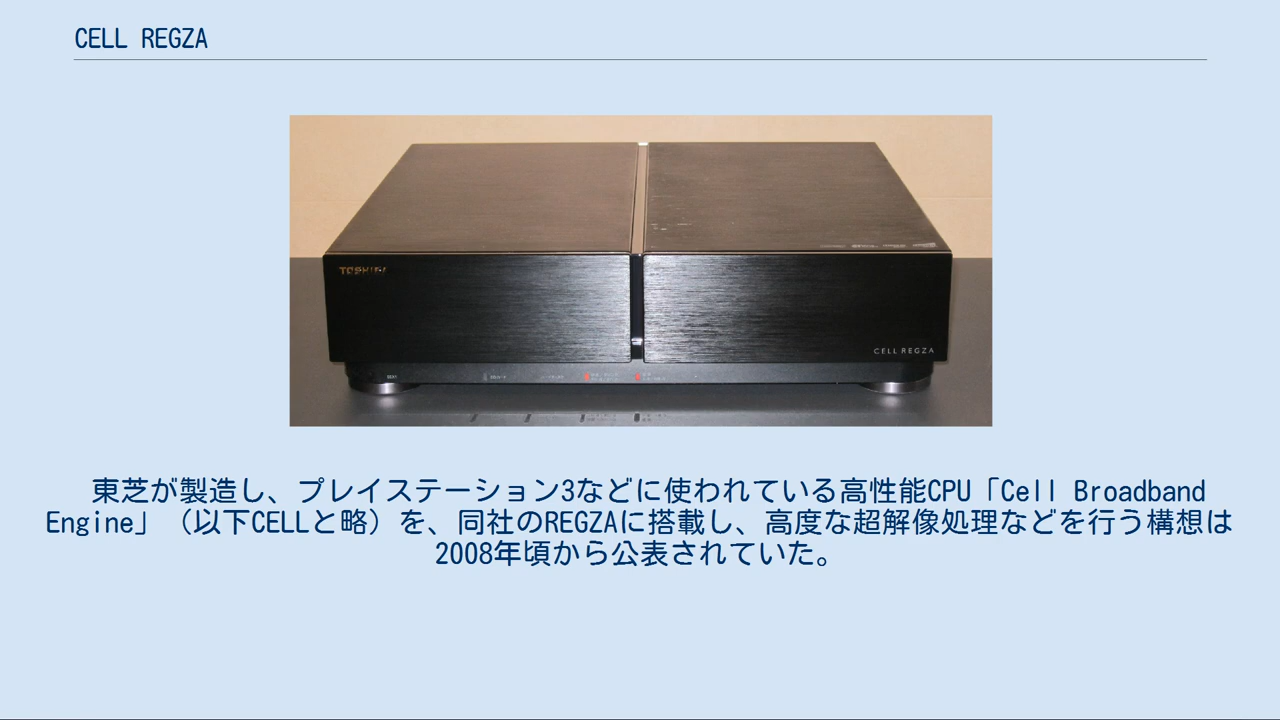 CELL REGZA
TOSHIBA
CELL REGZA
東芝が製造し、プレイステーション3などに使われている高性能CPU「Cell Broadband
Engine」（以下CELLと略）を、同社のREGZAに搭載し、高度な超解像処理などを行う構想は
2008年頃から公表されていた。